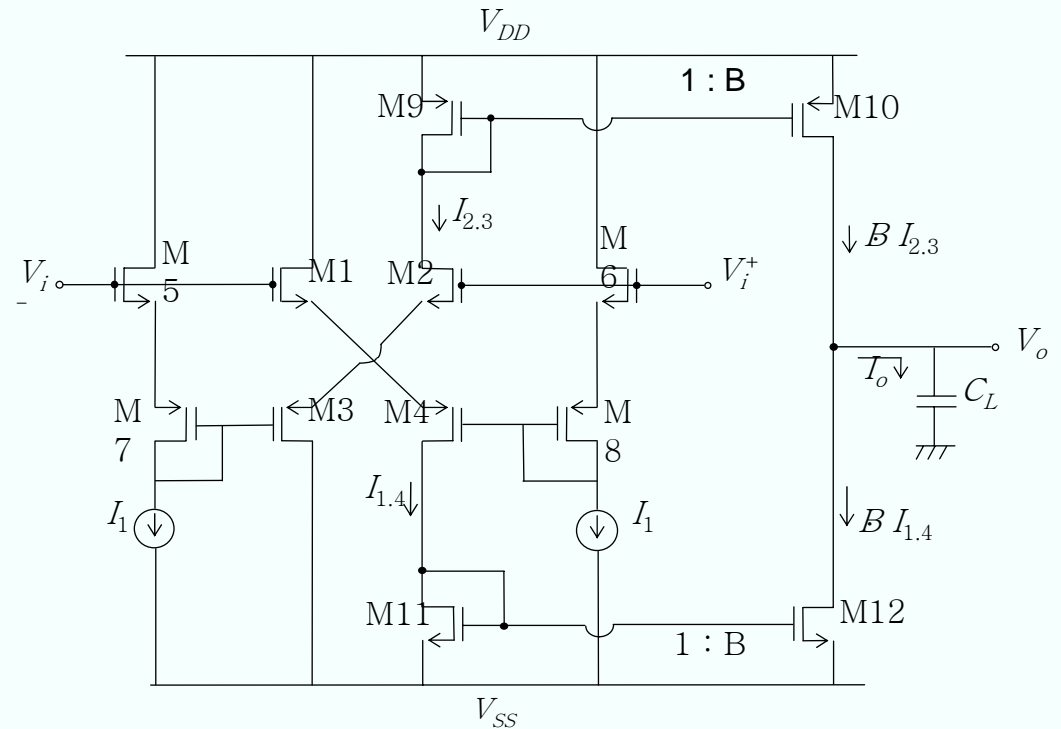 V_DD
1 : B
M9
M10
I_2.3
B I_2.3
M
5
M1
M2
M
6
V_i
-
V_i^+
V_o
I_o
C_L
M
7
M3
M4
M
8
I_1
I_1.4
I_1
B I_1.4
M11
M12
1 : B
V_SS